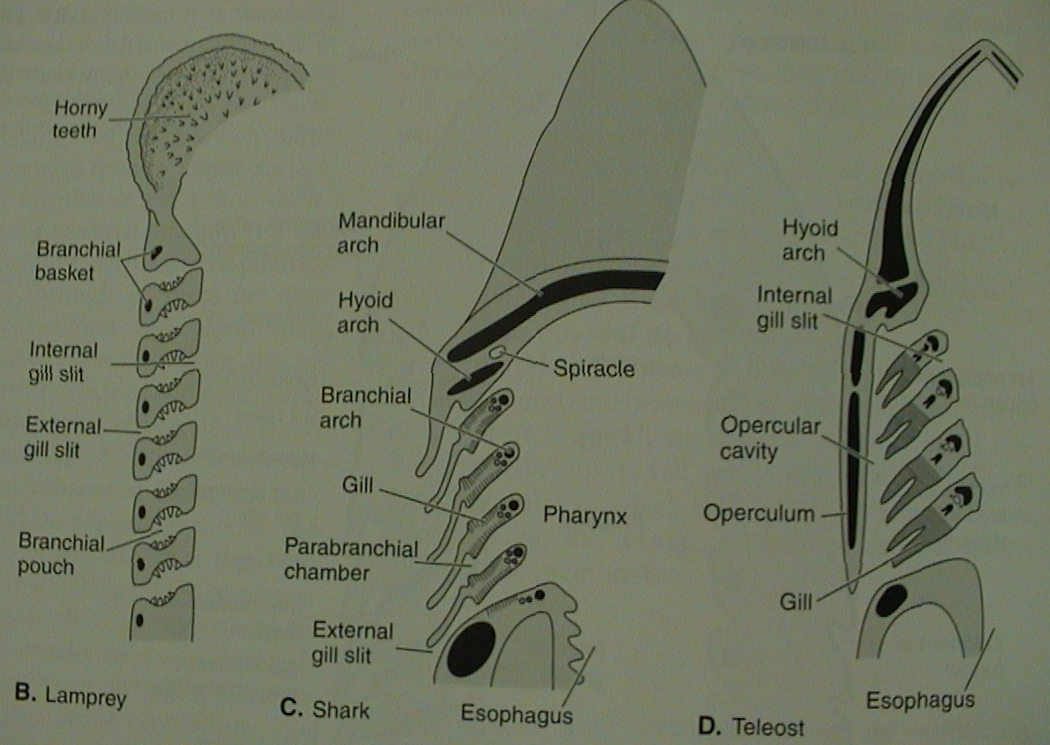 Horny
teeth
Branchial
basket
Internal
gill slit
External
gill slit
Branchial
pouch
B. Lamprey
Mandibular
arch
Hyoid
arch
Spiracle
Branchial
arch
Gill
Pharynx
Parabranchial
chamber
External
gill slit
Esophagus
C. Shark
Hyoid
arch
Internal
gill slit
Opercular
cavity
Operculum
Gill
Esophagus
D. Teleost